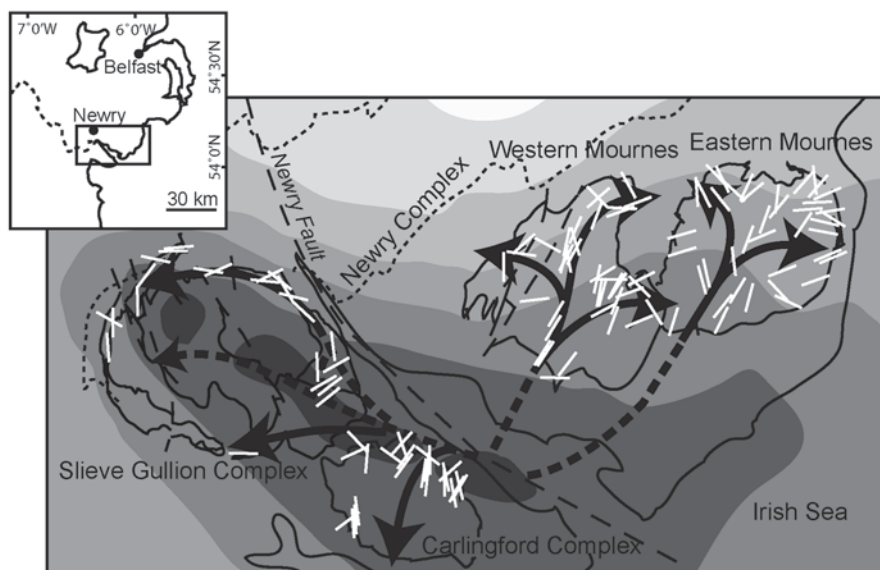 7°0'W 6°0'W
54°30'N
Belfast
Newry
54°0'N
30 km
Western Mournes
Eastern Mournes
Newry Fault
Newry Complex
Slieve Gullion Complex
Carlingford Complex
Irish Sea